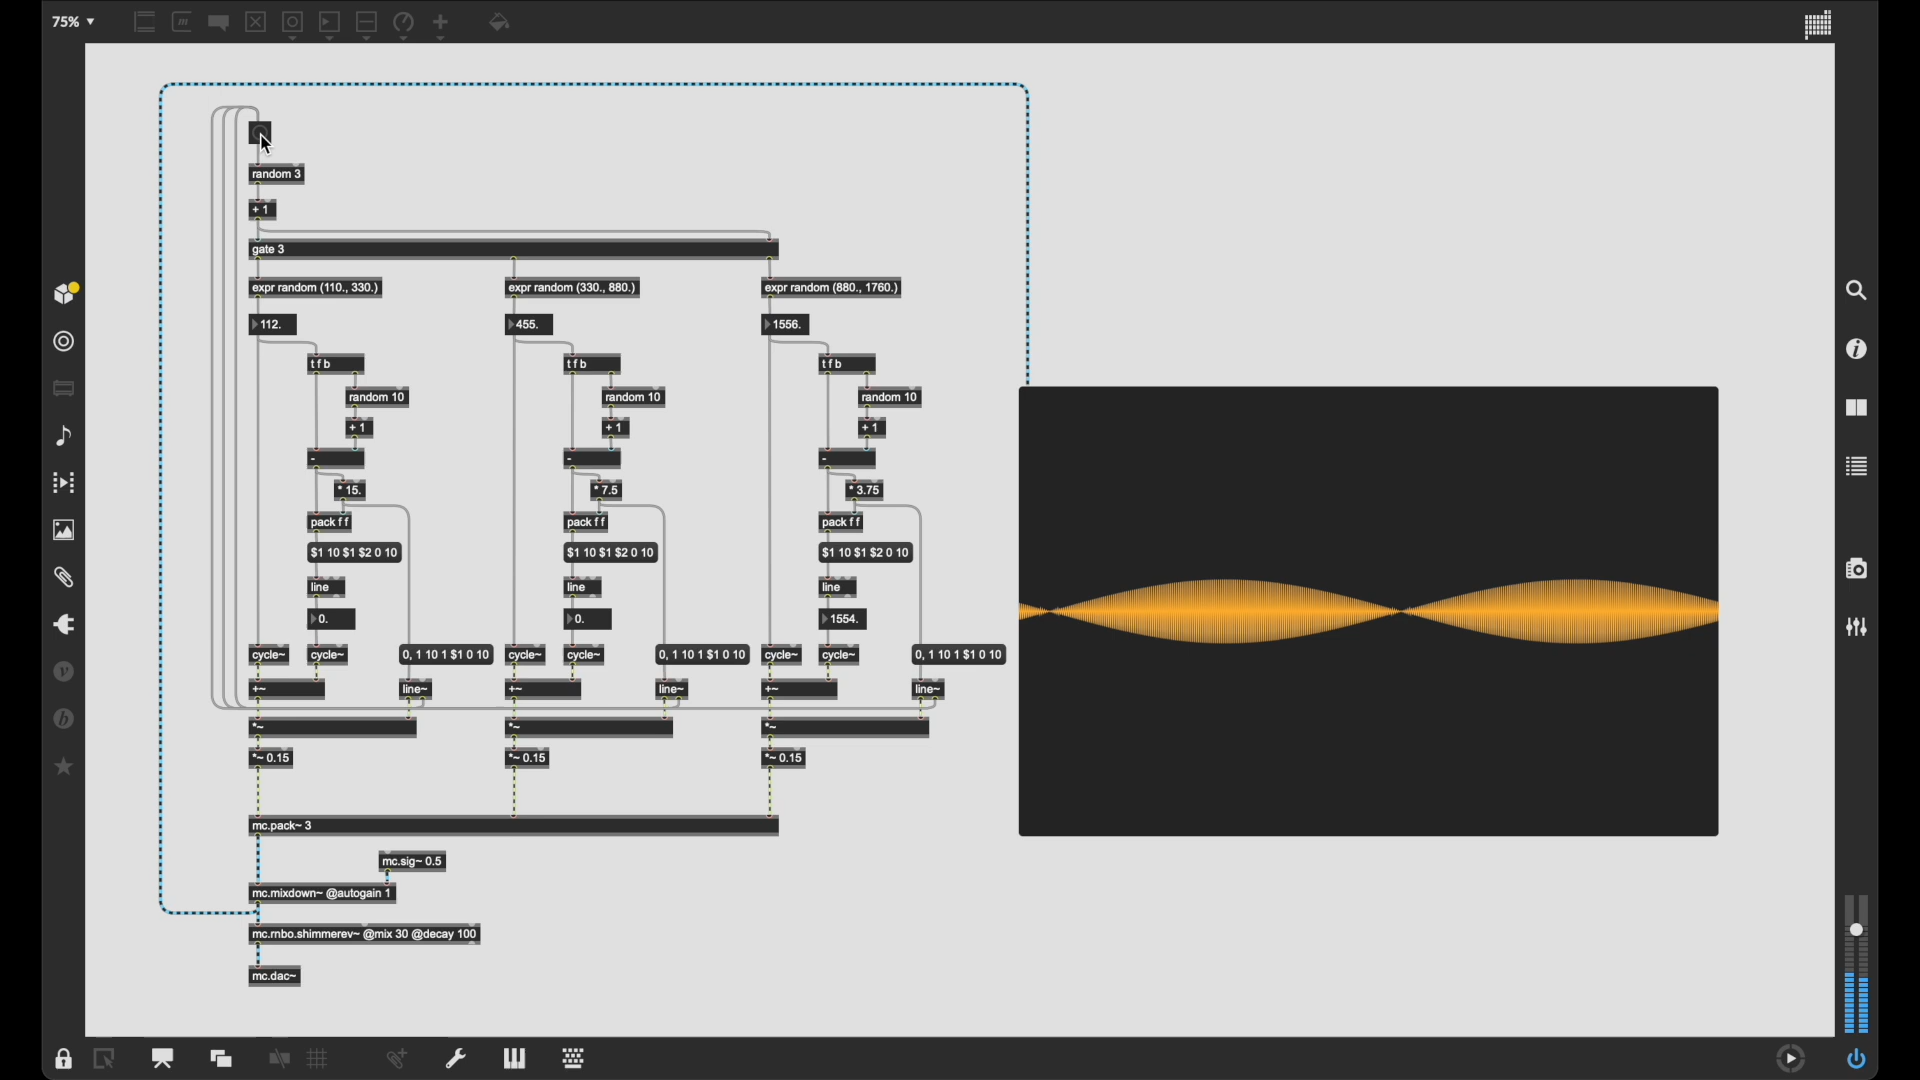 75%
random 3
+ 1
gate 3
expr random (110., 330.)
expr random (330., 880.)
expr random (880., 1760.)
112.
455.
1556.
t f b
t f b
t f b
random 10
random 10
random 10
+ 1
+ 1
+ 1
-
-
-
* 15.
* 7.5
* 3.75
pack f f
pack f f
pack f f
$1 10 $1 $2 0 10
$1 10 $1 $2 0 10
$1 10 $1 $2 0 10
line
line
line
0.
0.
1554.
cycle~
cycle~
0, 1 10 1 $1 0 10
cycle~
cycle~
0, 1 10 1 $1 0 10
cycle~
cycle~
0, 1 10 1 $1 0 10
+~
line~
+~
line~
+~
line~
*~
*~
*~
*~ 0.15
*~ 0.15
*~ 0.15
mc.pack~ 3
mc.sig~ 0.5
mc.mixdown~ @autogain 1
mc.rnbo.shimmerev~ @mix 30 @decay 100
mc.dac~